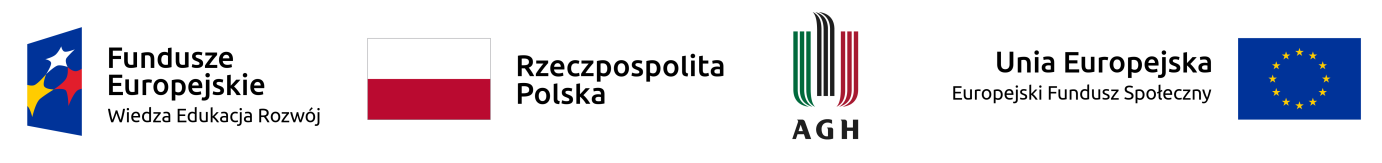 Fundusze
Europejskie
Wiedza Edukacja Rozwój
Rzeczpospolita
Polska
AGH
Unia Europejska
Europejski Fundusz Społeczny